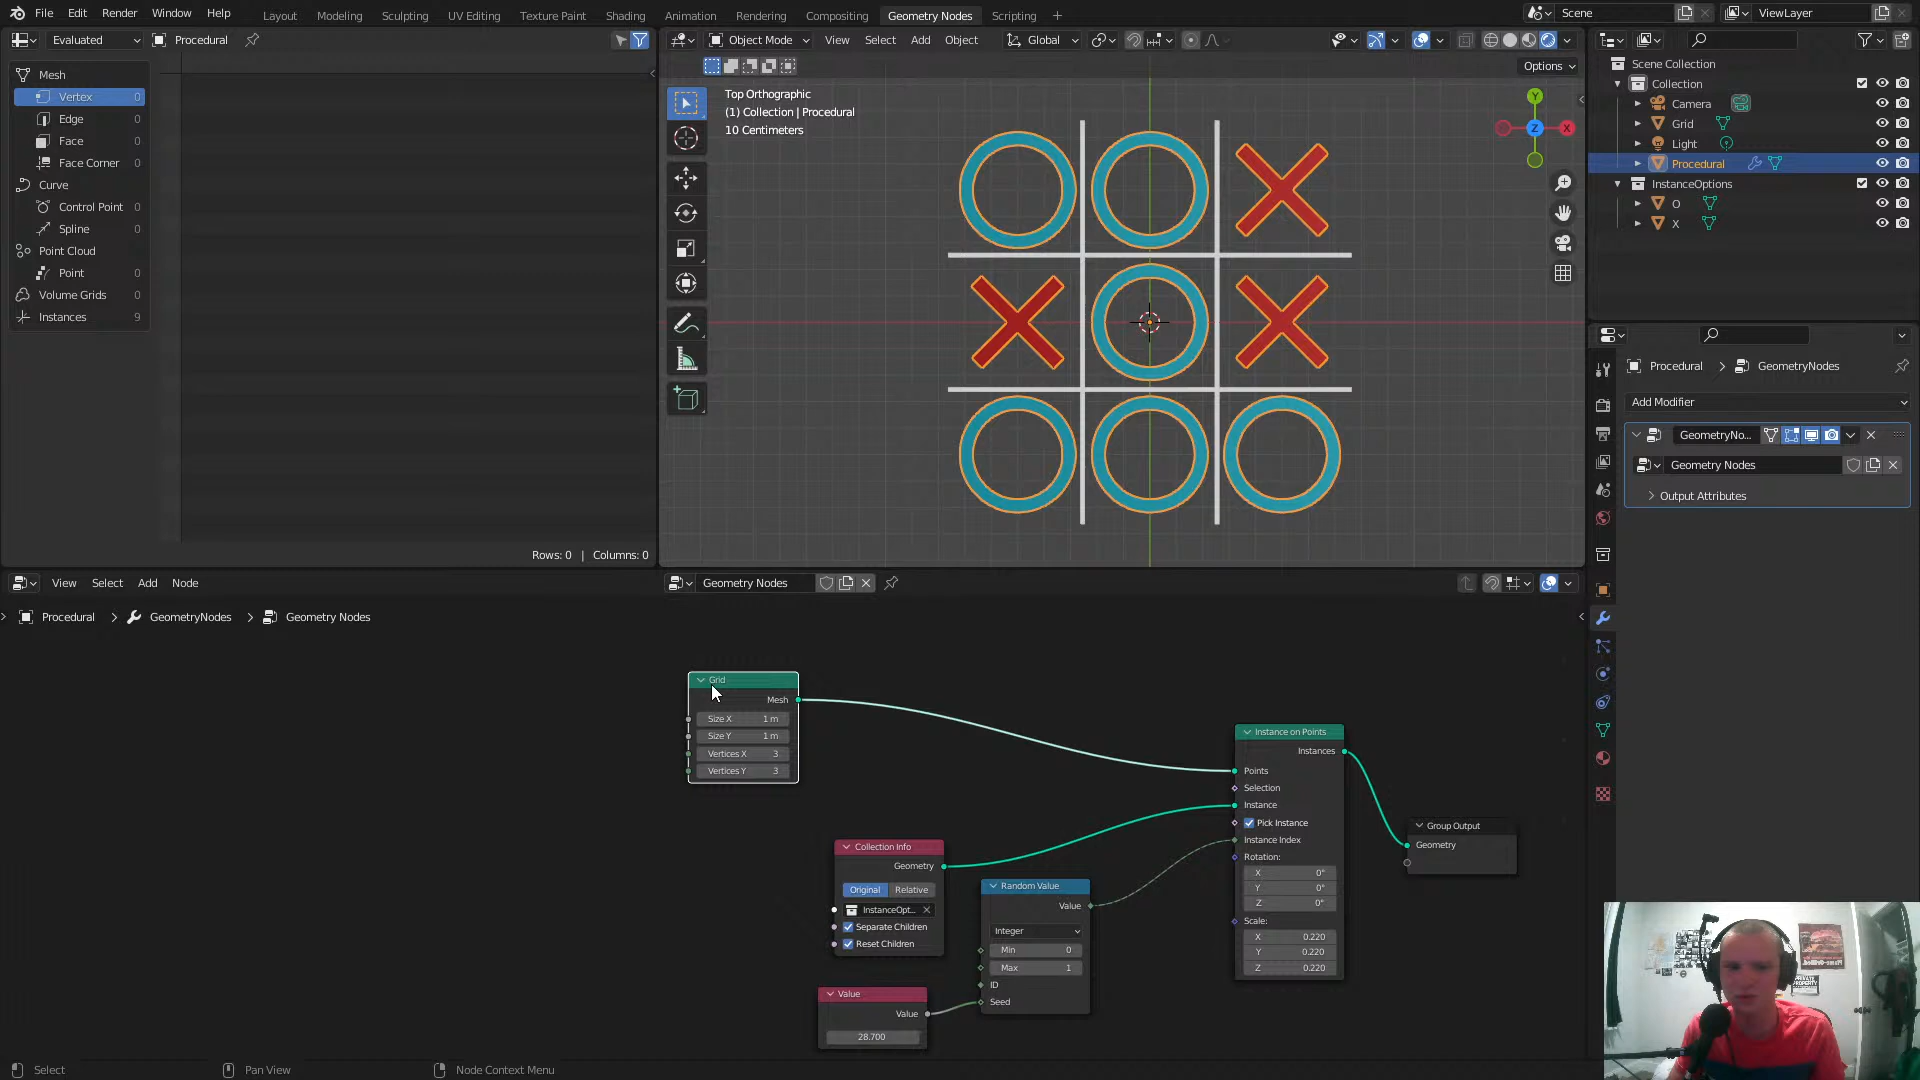 File Edit Render Window Help Layout Modeling Sculpting UV Editing Texture Paint Shading Animation Rendering Compositing Geometry Nodes Scripting + Scene ViewLayer
Evaluated Procedural
Object Mode View Select Add Object Global
Options
Mesh
Vertex 0
Edge 0
Face 0
Face Corner 0
Curve
Control Point 0
Spline 0
Point Cloud
Point 0
Volume Grids 0
Instances 9
Rows: 0 | Columns: 0
Top Orthographic
(1) Collection | Procedural
10 Centimeters
Y
Z
X
Scene Collection
Collection
Camera
Grid
Light
Procedural
InstanceOptions
O
X
Procedural > GeometryNodes
Add Modifier
GeometryNo...
Geometry Nodes
Output Attributes
View Select Add Node Geometry Nodes
Procedural > GeometryNodes > Geometry Nodes
Grid
Mesh
Size X 1 m
Size Y 1 m
Vertices X 3
Vertices Y 3
Collection Info
Geometry
Original Relative
InstanceOpt...
Separate Children
Reset Children
Value
Value
28.700
Random Value
Value
Integer
Min 0
Max 1
ID
Seed
Instance on Points
Instances
Points
Selection
Instance
Pick Instance
Instance Index
Rotation:
X 0°
Y 0°
Z 0°
Scale:
X 0.220
Y 0.220
Z 0.220
Group Output
Geometry
Select Pan View Node Context Menu